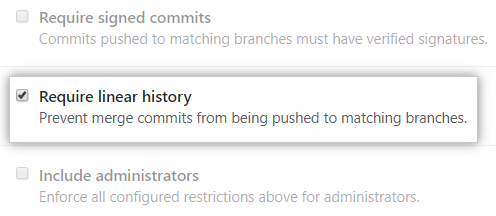 Require signed commits
Commits pushed to matching branches must have verified signatures.
Require linear history
Prevent merge commits from being pushed to matching branches.
Include administrators
Enforce all configured restrictions above for administrators.